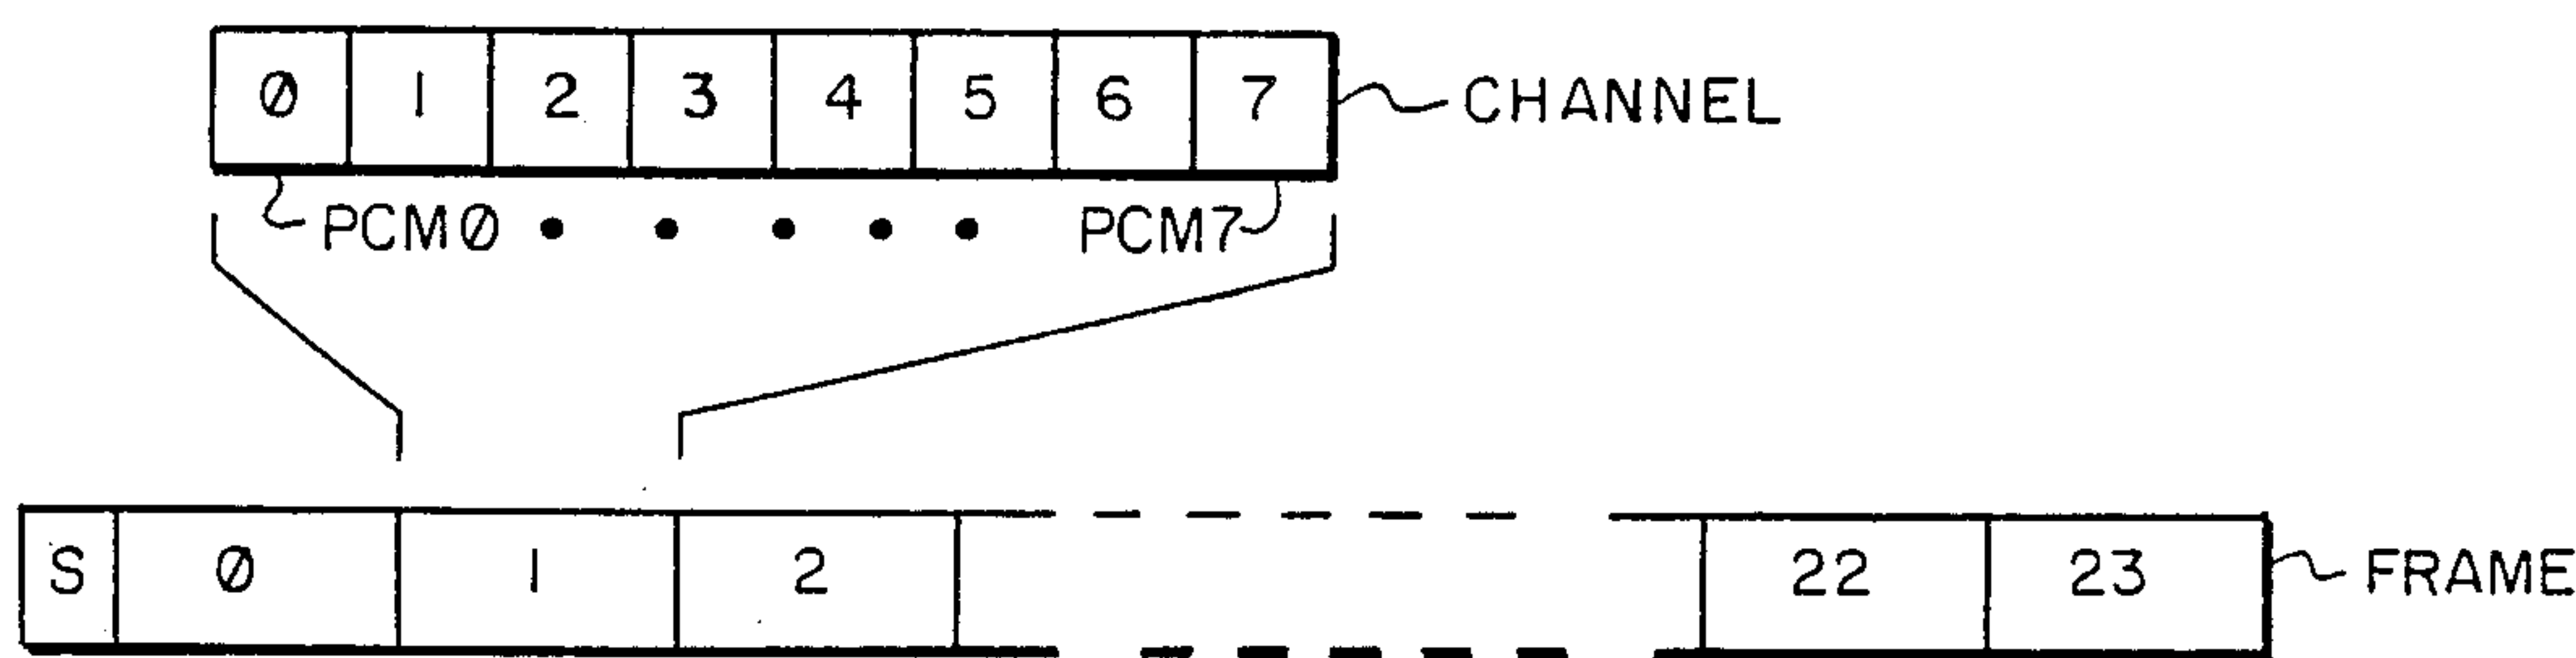 Ø 1 2 3 4 5 6 7 CHANNEL
PCMØ • • • • • PCM7
S Ø 1 2 22 23 FRAME